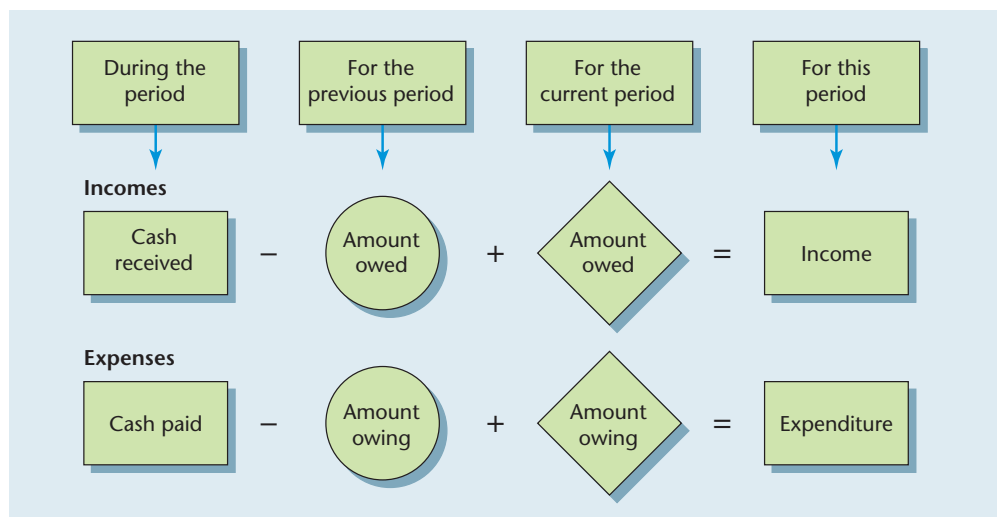 During the
period
For the
previous period
For the
current period
For this
period
Incomes
Cash
received
–
Amount
owed
+
Amount
owed
=
Income
Expenses
Cash paid
–
Amount
owing
+
Amount
owing
=
Expenditure